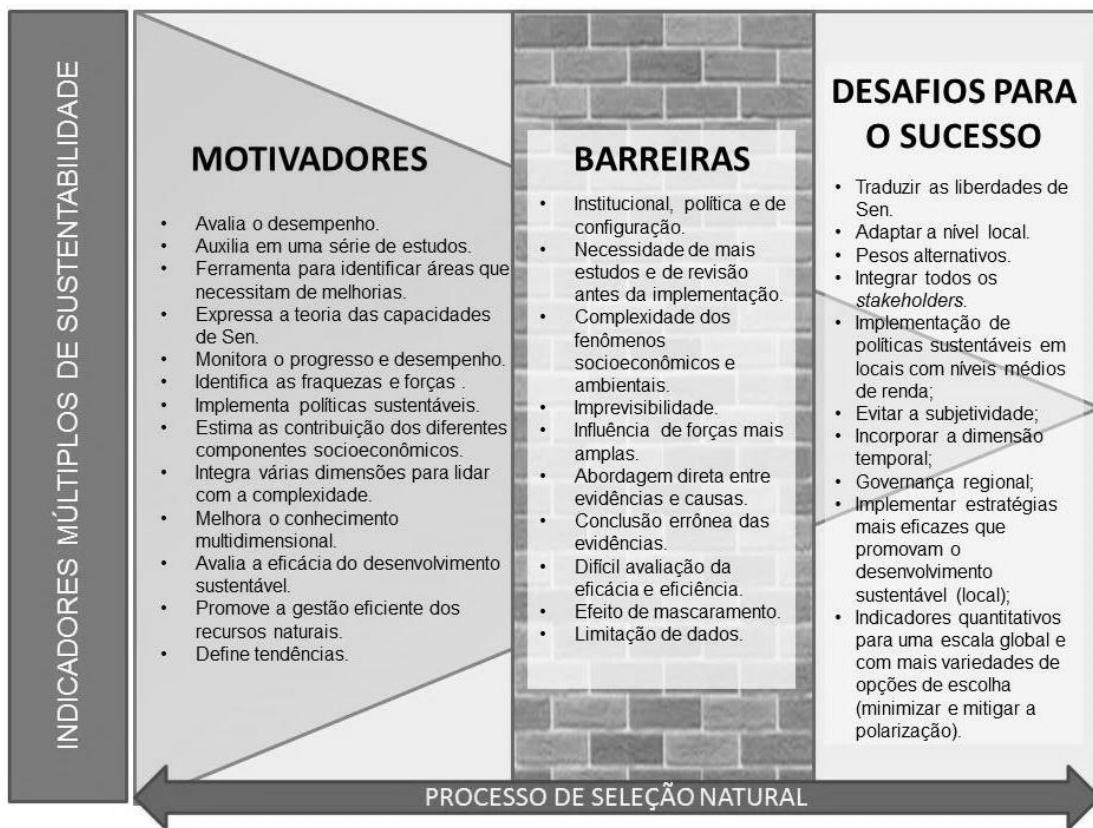 INDICADORES MÚLTIPLOS DE SUSTENTABILIDADE
MOTIVADORES
• Avalia o desempenho.
• Auxilia em uma série de estudos.
• Ferramenta para identificar áreas que
necessitam de melhorias.
• Expressa a teoria das capacidades
de Sen.
• Monitora o progresso e desempenho.
• Identifica as fraquezas e forças .
• Implementa políticas sustentáveis.
• Estima as contribuição dos diferentes
componentes socioeconômicos.
• Integra várias dimensões para lidar
com a complexidade.
• Melhora o conhecimento
multidimensional.
• Avalia a eficácia do desenvolvimento
sustentável.
• Promove a gestão eficiente dos
recursos naturais.
• Define tendências.
BARREIRAS
• Institucional, política e de
configuração.
• Necessidade de mais
estudos e de revisão
antes da implementação.
• Complexidade dos
fenômenos
socioeconômicos e
ambientais.
• Imprevisibilidade.
• Influência de forças mais
amplas.
• Abordagem direta entre
evidências e causas.
• Conclusão errônea das
evidências.
• Difícil avaliação da
eficácia e eficiência.
• Efeito de mascaramento.
• Limitação de dados.
DESAFIOS PARA
O SUCESSO
• Traduzir as liberdades de
Sen.
• Adaptar a nível local.
• Pesos alternativos.
• Integrar todos os
stakeholders.
• Implementação de
políticas sustentáveis em
locais com níveis médios
de renda;
• Evitar a subjetividade;
• Incorporar a dimensão
temporal;
• Governança regional;
• Implementar estratégias
mais eficazes que
promovam o
desenvolvimento
sustentável (local);
• Indicadores quantitativos
para uma escala global e
com mais variedades de
opções de escolha
(minimizar e mitigar a
polarização).
PROCESSO DE SELEÇÃO NATURAL